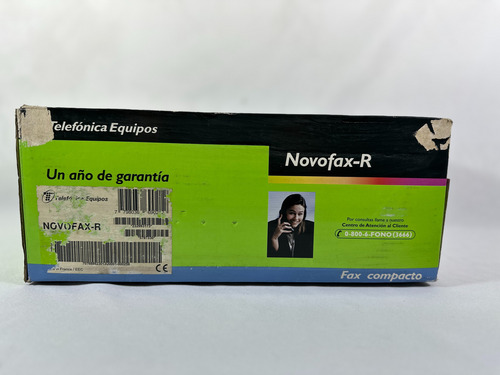 Telefónica Equipos
Novofax-R
Un año de garantía
Telefónica Equipos
NOVOFAX-R
Por consultas llame a nuestro
Centro de Atención al Cliente
0-800-6-FONO (3666)
Fax compacto
CE